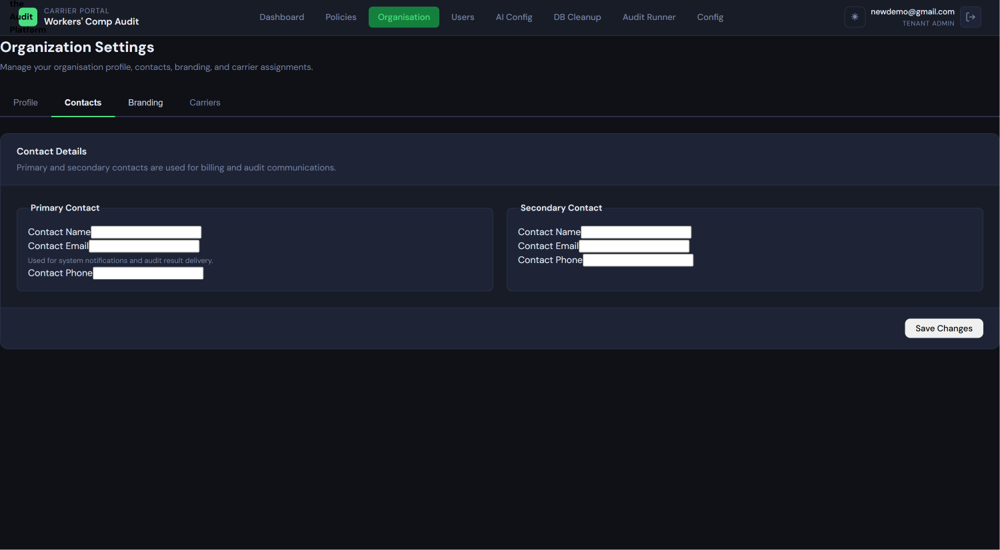 the
Audit
Platform
CARRIER PORTAL
Workers' Comp Audit
Dashboard
Policies
Organisation
Users
AI Config
DB Cleanup
Audit Runner
Config
newdemo@gmail.com
TENANT ADMIN
Organization Settings
Manage your organisation profile, contacts, branding, and carrier assignments.
Profile
Contacts
Branding
Carriers
Contact Details
Primary and secondary contacts are used for billing and audit communications.
Primary Contact
Contact Name
Contact Email
Used for system notifications and audit result delivery.
Contact Phone
Secondary Contact
Contact Name
Contact Email
Contact Phone
Save Changes